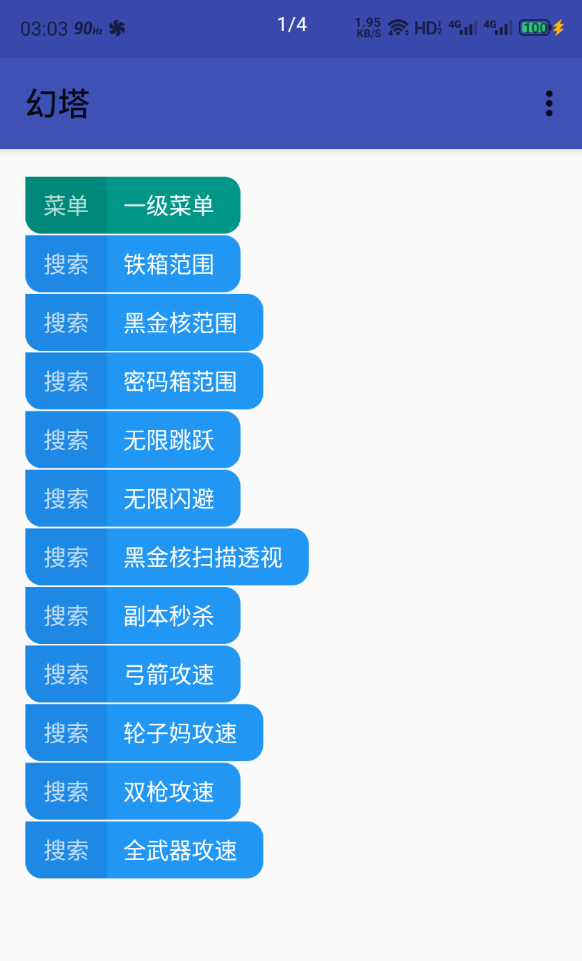 03:03 90Hz 1/4 1.95 KB/S HD 4G 4G 100
幻塔
菜单 一级菜单
搜索 铁箱范围
搜索 黑金核范围
搜索 密码箱范围
搜索 无限跳跃
搜索 无限闪避
搜索 黑金核扫描透视
搜索 副本秒杀
搜索 弓箭攻速
搜索 轮子妈攻速
搜索 双枪攻速
搜索 全武器攻速